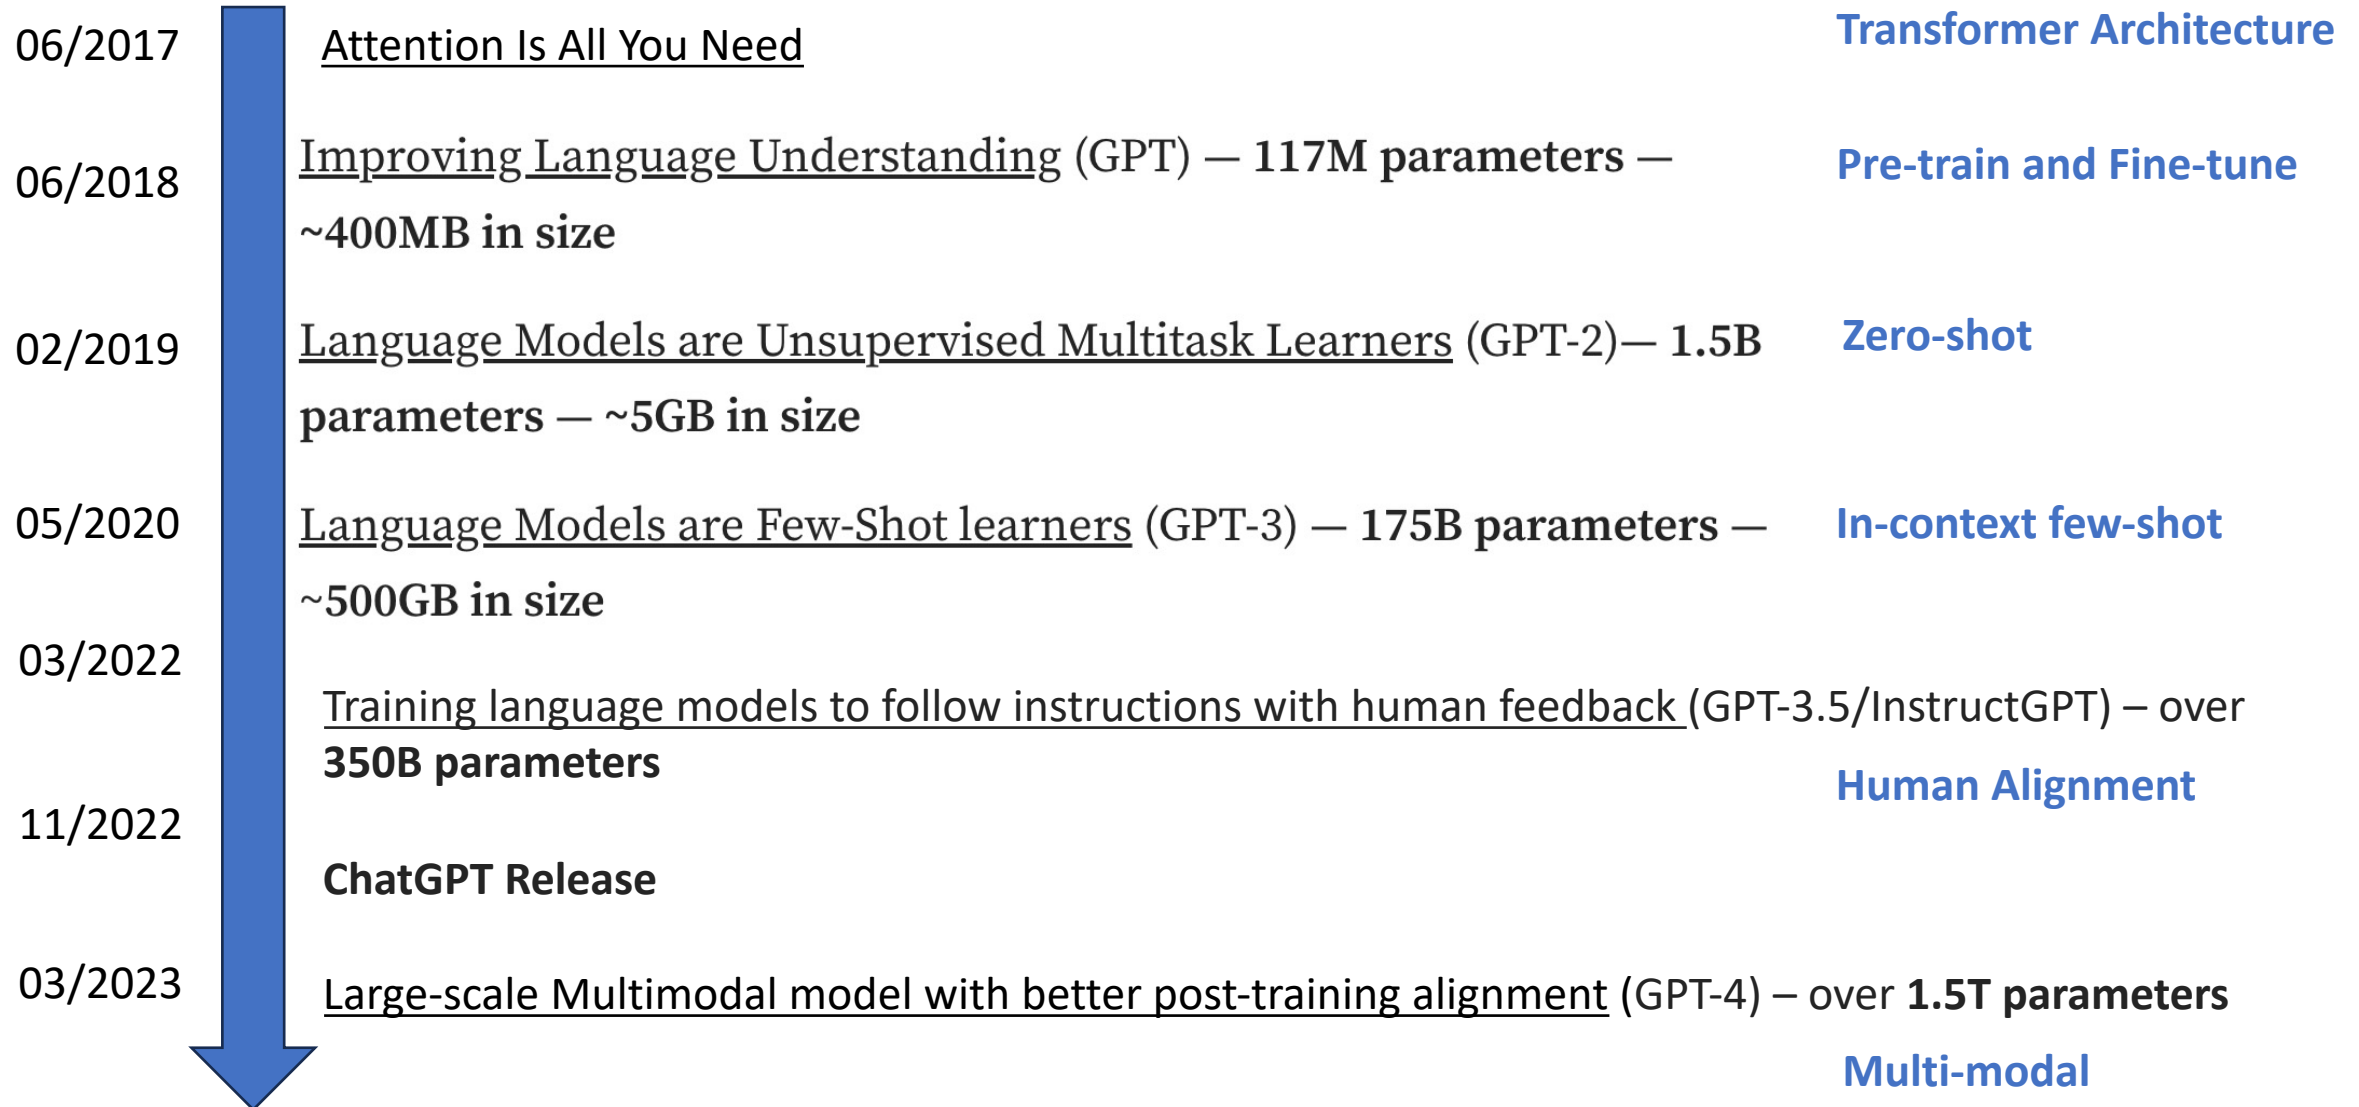 06/2017 Attention Is All You Need Transformer Architecture
06/2018 Improving Language Understanding (GPT) — 117M parameters — Pre-train and Fine-tune
~400MB in size
02/2019 Language Models are Unsupervised Multitask Learners (GPT-2)— 1.5B Zero-shot
parameters — ~5GB in size
05/2020 Language Models are Few-Shot learners (GPT-3) — 175B parameters — In-context few-shot
~500GB in size
03/2022
Training language models to follow instructions with human feedback (GPT-3.5/InstructGPT) – over
350B parameters
Human Alignment
11/2022
ChatGPT Release
03/2023 Large-scale Multimodal model with better post-training alignment (GPT-4) – over 1.5T parameters
Multi-modal